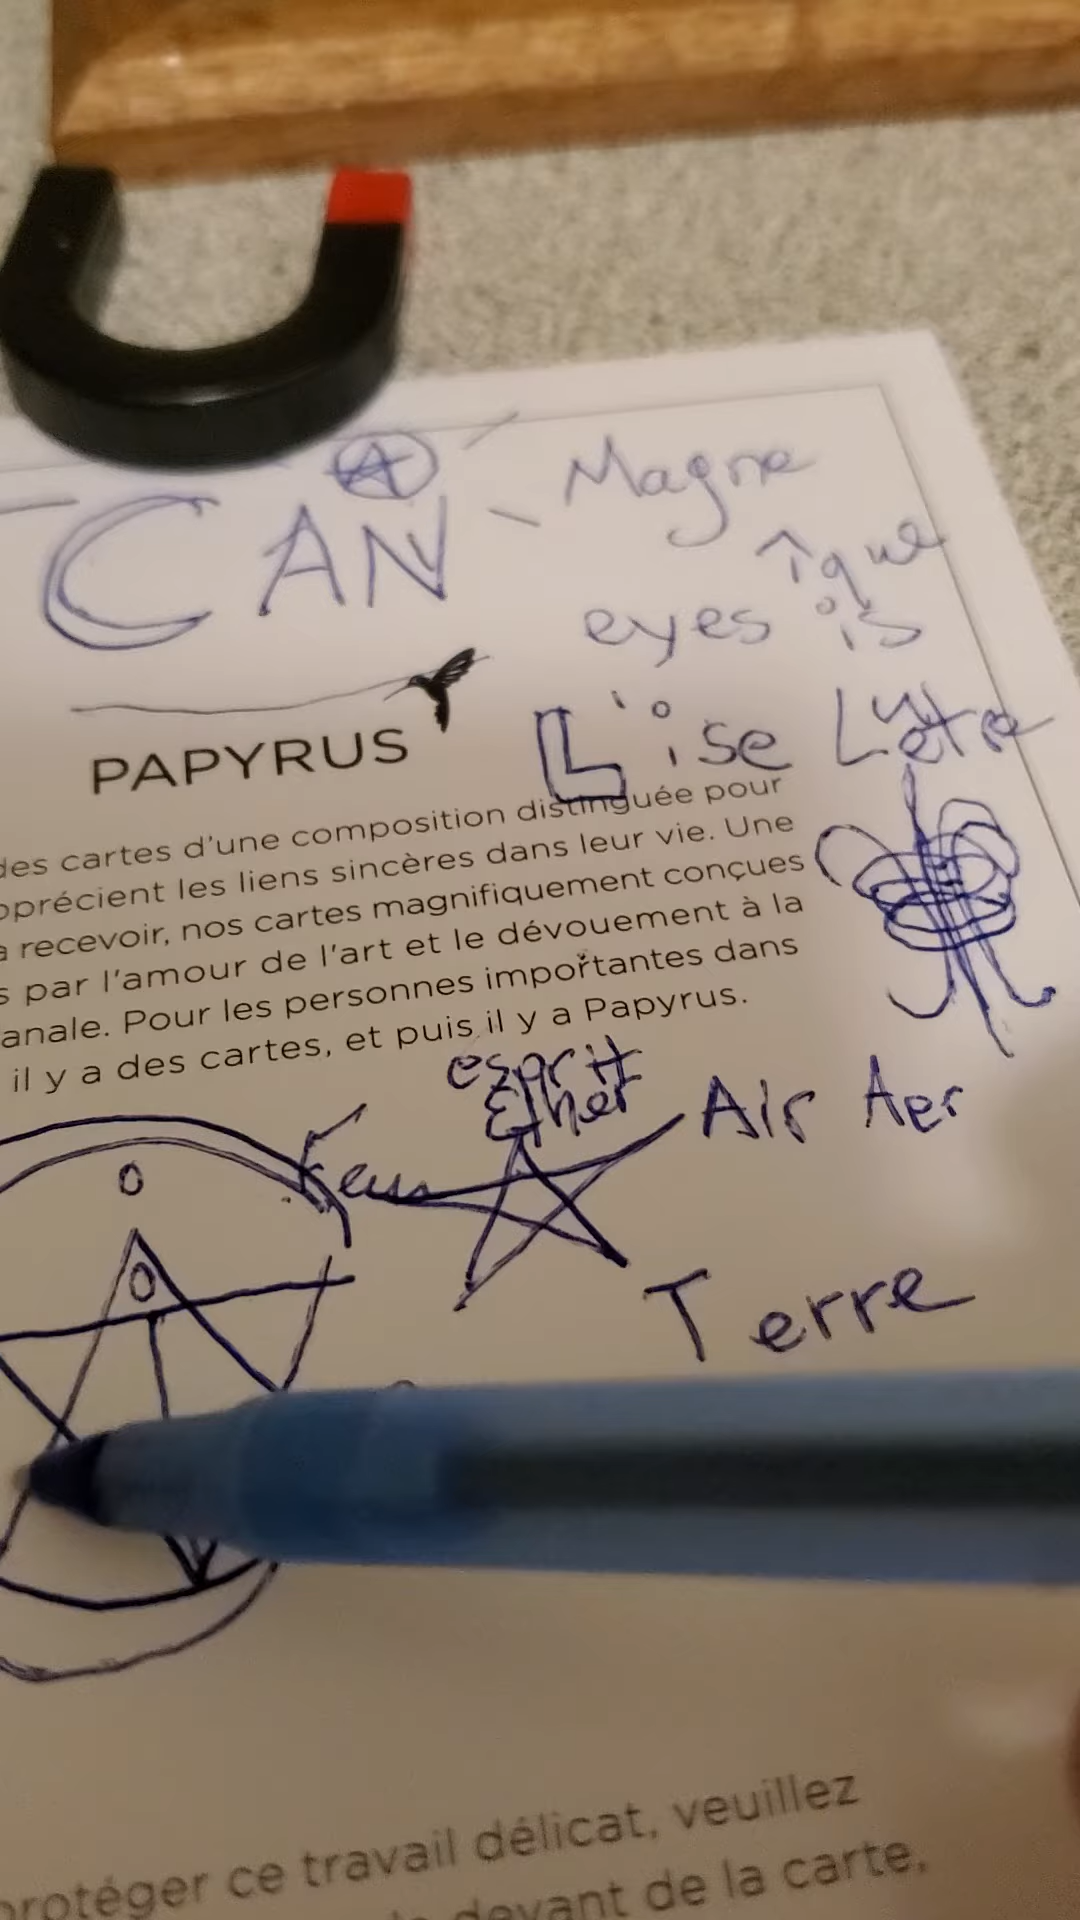 A
CAN
Magne
îque
eyes is
L'ise
PAPYRUS
des cartes d'une composition distinguée pour
pprécient les liens sincères dans leur vie. Une
à recevoir, nos cartes magnifiquement conçues
s par l'amour de l'art et le dévouement à la
anale. Pour les personnes importantes dans
il y a des cartes, et puis il y a Papyrus.
esprit
Ether
Air Aer
Feu
O
O
Terre
protéger ce travail délicat, veuillez
devant de la carte.